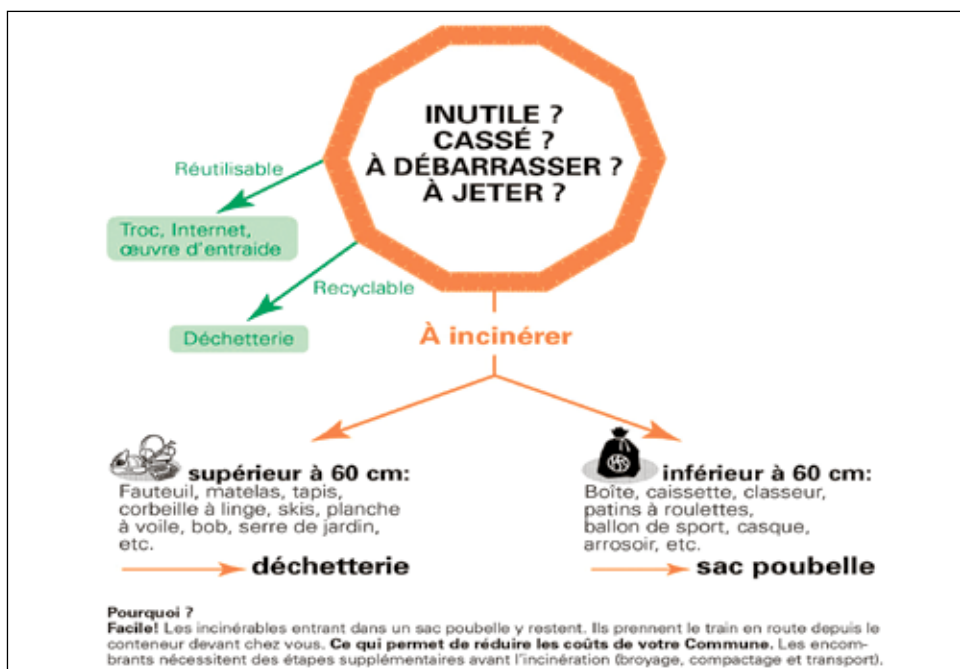 INUTILE ?
CASSÉ ?
À DÉBARRASSER ?
À JETER ?
Réutilisable
Troc, Internet,
œuvre d'entraide
Recyclable
Déchetterie
À incinérer
supérieur à 60 cm:
Fauteuil, matelas, tapis,
corbeille à linge, skis, planche
à voile, bob, serre de jardin,
etc.
déchetterie
inférieur à 60 cm:
Boîte, caissette, classeur,
patins à roulettes,
ballon de sport, casque,
arrosoir, etc.
sac poubelle
Pourquoi ?
Facile! Les incinérables entrant dans un sac poubelle y restent. Ils prennent le train en route depuis le
conteneur devant chez vous. Ce qui permet de réduire les coûts de votre Commune. Les encom-
brants nécessitent des étapes supplémentaires avant l'incinération (broyage, compactage et transport).